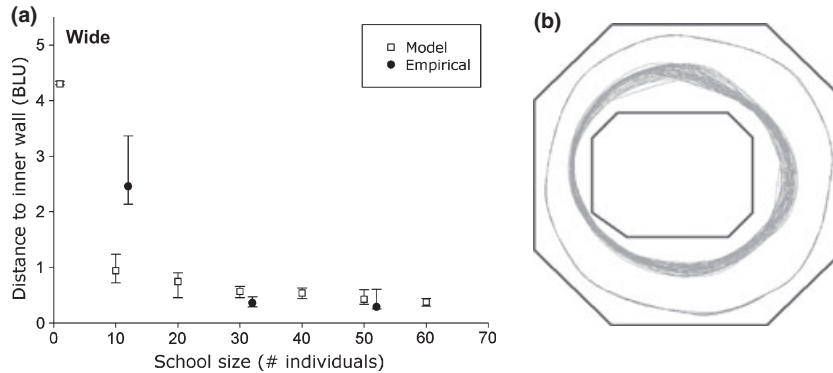 (a)
Wide
Model
Empirical
Distance to inner wall (BLU)
5
4
3
2
1
0
0 10 20 30 40 50 60 70
School size (# individuals)
(b)